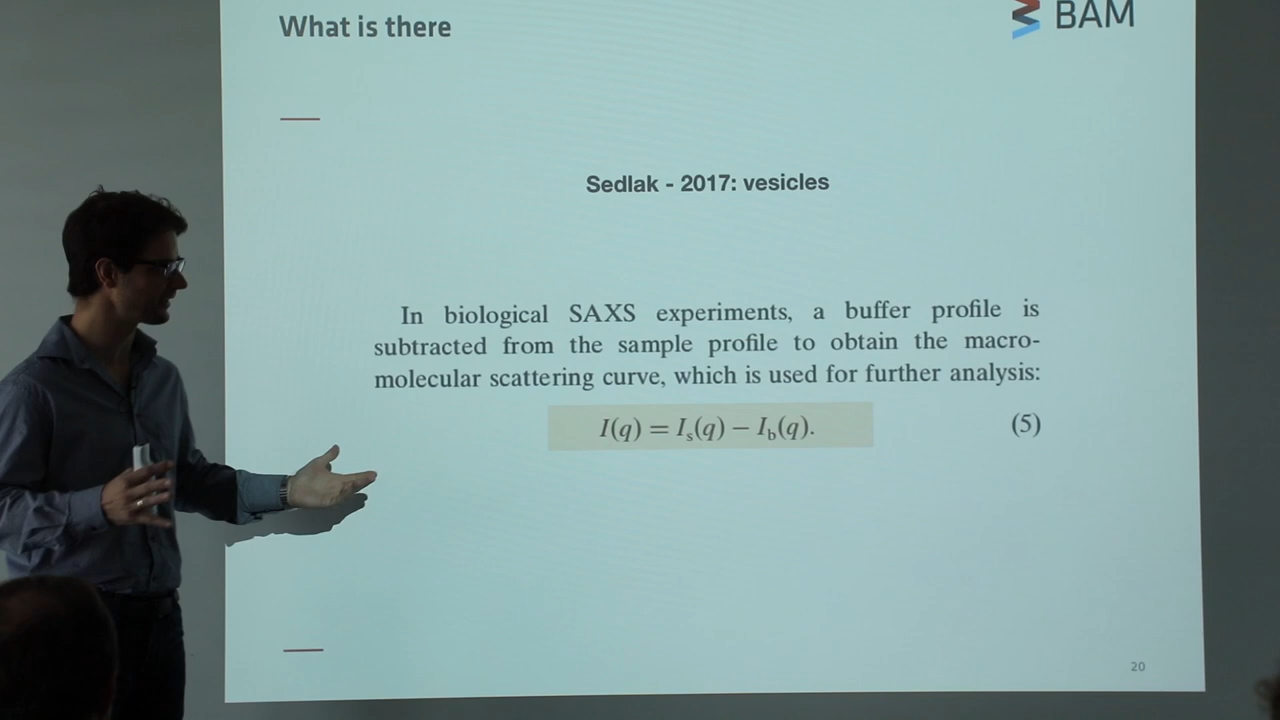 What is there
BAM
Sedlak - 2017: vesicles
In biological SAXS experiments, a buffer profile is
subtracted from the sample profile to obtain the macro-
molecular scattering curve, which is used for further analysis:
I(q) = Iₛ(q) − I_b(q). (5)
20